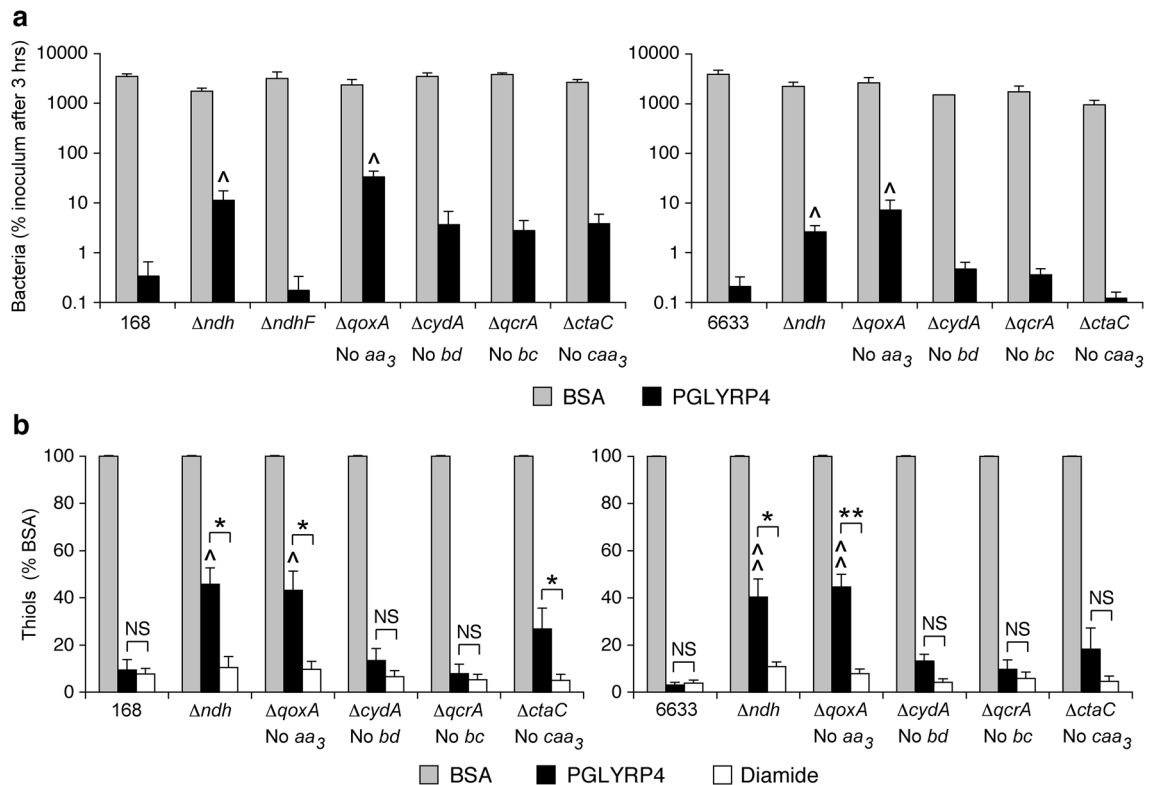 a
Bacteria (% inoculum after 3 hrs)
10000
1000
100
10
1
0.1
^
^
168
Δndh
ΔndhF
ΔqoxA
ΔcydA
ΔqcrA
ΔctaC
No aa3
No bd
No bc
No caa3
10000
1000
100
10
1
0.1
^
^
6633
Δndh
ΔqoxA
ΔcydA
ΔqcrA
ΔctaC
No aa3
No bd
No bc
No caa3
BSA
PGLYRP4
b
Thiols (% BSA)
100
80
60
40
20
0
NS
*
^
*
^
NS
NS
*
168
Δndh
ΔqoxA
ΔcydA
ΔqcrA
ΔctaC
No aa3
No bd
No bc
No caa3
100
80
60
40
20
0
NS
*
^
^
**
^
^
NS
NS
NS
6633
Δndh
ΔqoxA
ΔcydA
ΔqcrA
ΔctaC
No aa3
No bd
No bc
No caa3
BSA
PGLYRP4
Diamide